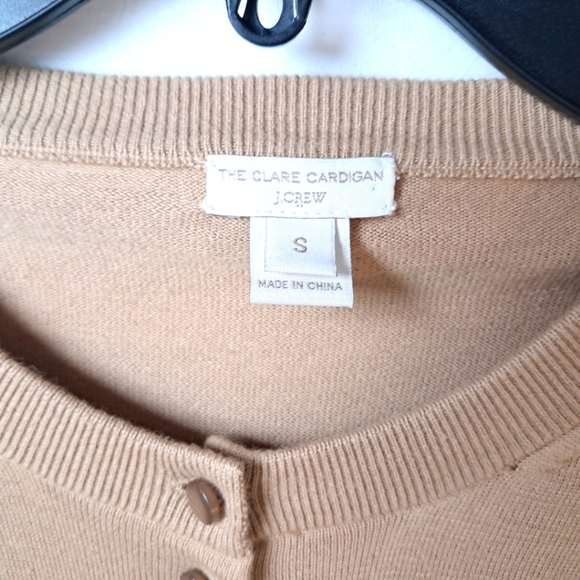 THE CLARE CARDIGAN
J.CREW
S
MADE IN CHINA